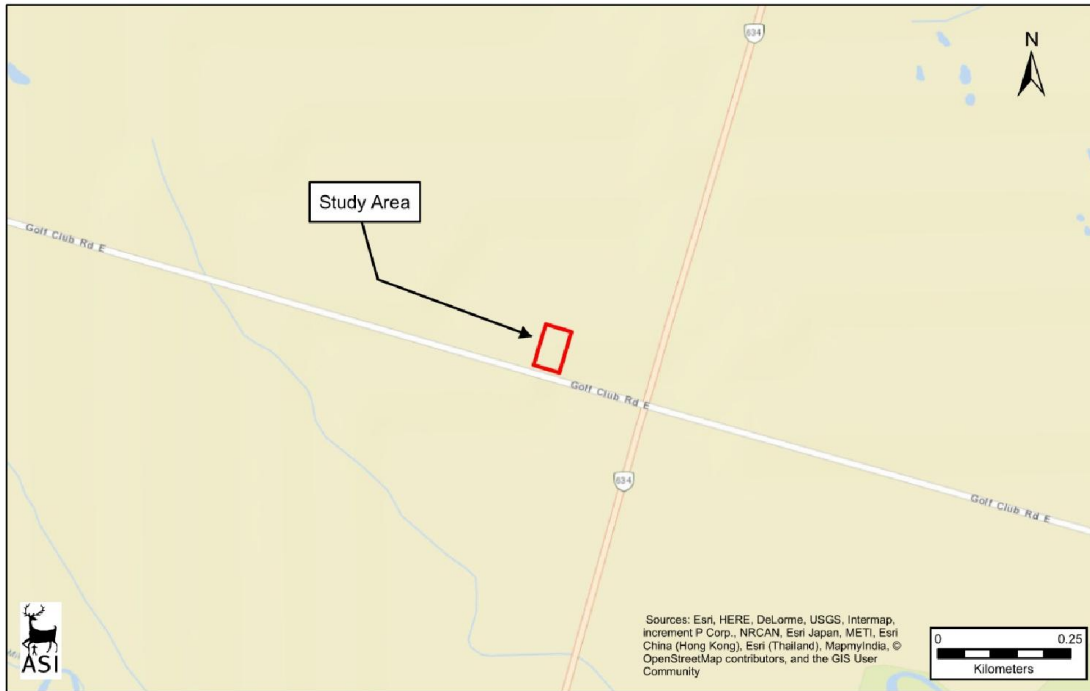 634
N
Study Area
Golf Club Rd E
Golf Club Rd E
634
Golf Club Rd E
Sources: Esri, HERE, DeLorme, USGS, Intermap,
increment P Corp., NRCAN, Esri Japan, METI, Esri
China (Hong Kong), Esri (Thailand), MapmyIndia, ©
OpenStreetMap contributors, and the GIS User
Community
0 0.25
Kilometers
ASI